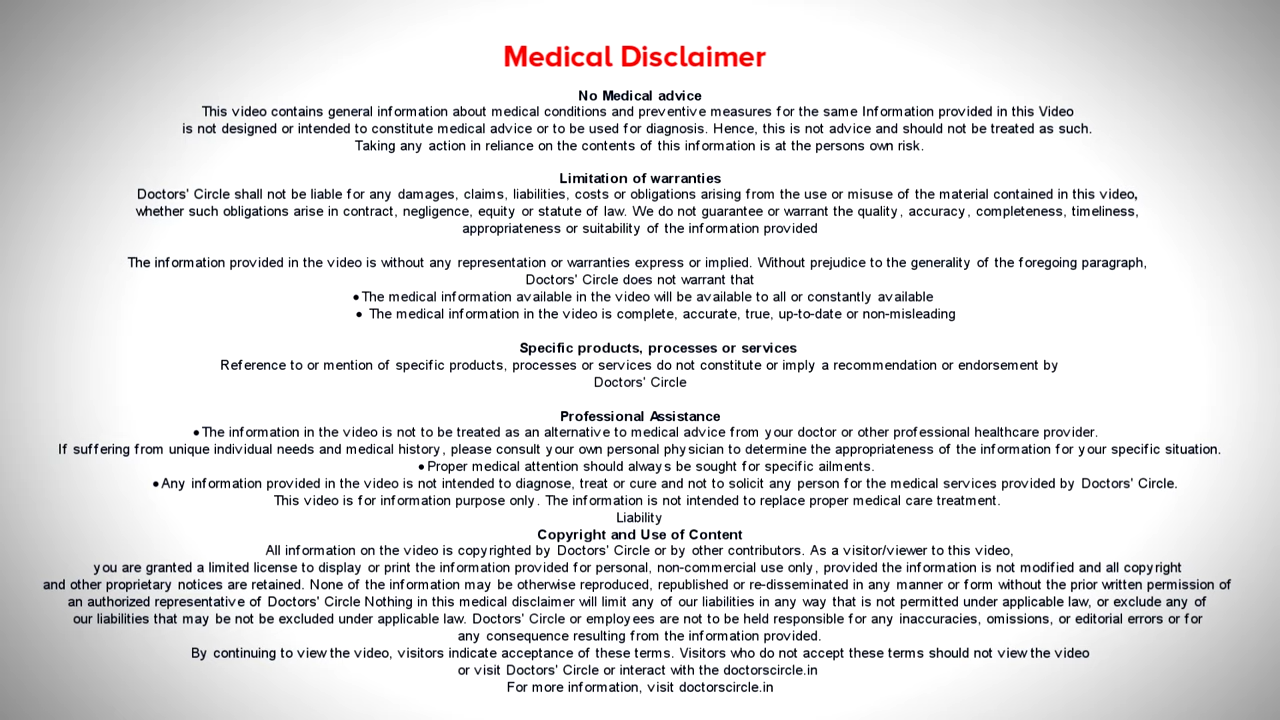 Medical Disclaimer
No Medical advice
This video contains general information about medical conditions and preventive measures for the same Information provided in this Video
is not designed or intended to constitute medical advice or to be used for diagnosis. Hence, this is not advice and should not be treated as such.
Taking any action in reliance on the contents of this information is at the persons own risk.
Limitation of warranties
Doctors' Circle shall not be liable for any damages, claims, liabilities, costs or obligations arising from the use or misuse of the material contained in this video,
whether such obligations arise in contract, negligence, equity or statute of law. We do not guarantee or warrant the quality, accuracy, completeness, timeliness,
appropriateness or suitability of the information provided
The information provided in the video is without any representation or warranties express or implied. Without prejudice to the generality of the foregoing paragraph,
Doctors' Circle does not warrant that
• The medical information available in the video will be available to all or constantly available
• The medical information in the video is complete, accurate, true, up-to-date or non-misleading
Specific products, processes or services
Reference to or mention of specific products, processes or services do not constitute or imply a recommendation or endorsement by
Doctors' Circle
Professional Assistance
• The information in the video is not to be treated as an alternative to medical advice from your doctor or other professional healthcare provider.
If suffering from unique individual needs and medical history, please consult your own personal physician to determine the appropriateness of the information for your specific situation.
• Proper medical attention should always be sought for specific ailments.
• Any information provided in the video is not intended to diagnose, treat or cure and not to solicit any person for the medical services provided by Doctors' Circle.
This video is for information purpose only. The information is not intended to replace proper medical care treatment.
Liability
Copyright and Use of Content
All information on the video is copyrighted by Doctors' Circle or by other contributors. As a visitor/viewer to this video,
you are granted a limited license to display or print the information provided for personal, non-commercial use only, provided the information is not modified and all copyright
and other proprietary notices are retained. None of the information may be otherwise reproduced, republished or re-disseminated in any manner or form without the prior written permission of
an authorized representative of Doctors' Circle Nothing in this medical disclaimer will limit any of our liabilities in any way that is not permitted under applicable law, or exclude any of
our liabilities that may be not be excluded under applicable law. Doctors' Circle or employees are not to be held responsible for any inaccuracies, omissions, or editorial errors or for
any consequence resulting from the information provided.
By continuing to view the video, visitors indicate acceptance of these terms. Visitors who do not accept these terms should not view the video
or visit Doctors' Circle or interact with the doctorscircle.in
For more information, visit doctorscircle.in